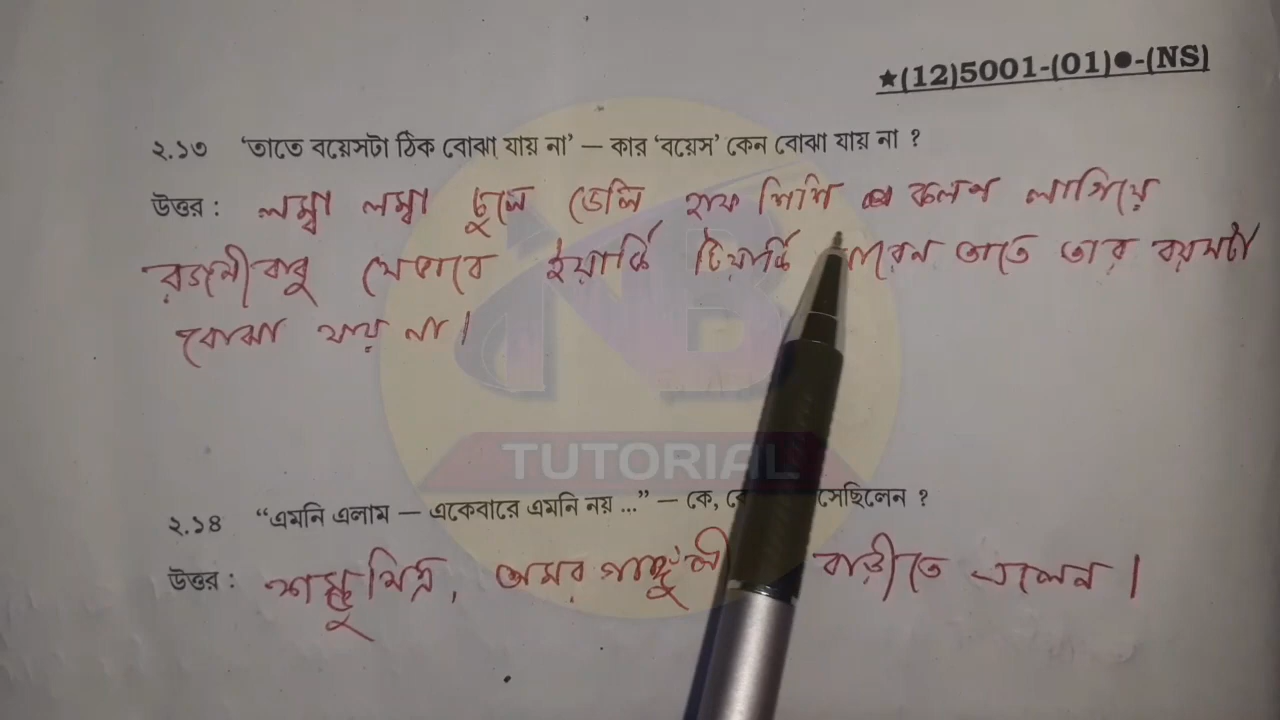 ★(12)5001-(01)●-(NS)
২.১৩ 'তাতে বয়েসটা ঠিক বোঝা যায় না' – কার 'বয়েস' কেন বোঝা যায় না ?
উত্তর : লম্বা লম্বা চুলে ডেলি হাফ শিশি কলপ লাগিয়ে
রজনীবাবু যেভাবে ইয়ার্কি টিয়ার্কি মারেন তাতে তার বয়সটা
বোঝা যায় না।
NB
TUTORIAL
২.১৪ “এমনি এলাম — একেবারে এমনি নয় ...” – কে, সেছিলেন ?
উত্তর : শম্ভু মিত্র, অমর গাঙ্গুলী বাড়ীতে এলেন।